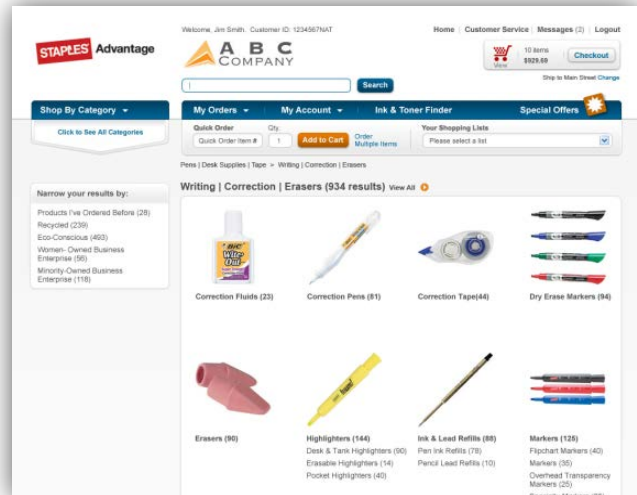 Welcome, Jim Smith. Customer ID: 1234567NAT
Home | Customer Service | Messages (2) | Logout
STAPLES Advantage
ABC
COMPANY
View
10 items
$929.69
Checkout
Ship to Main Street Change
Search
Shop By Category
My Orders
My Account
Ink & Toner Finder
Special Offers
Click to See All Categories
Quick Order
Qty.
Your Shopping Lists
Quick Order Item #
1
Add to Cart
Order
Multiple Items
Please select a list
Pens | Desk Supplies | Tape > Writing | Correction | Erasers
Narrow your results by:
Products I've Ordered Before (28)
Recycled (239)
Eco-Conscious (493)
Women- Owned Business
Enterprise (56)
Minority-Owned Business
Enterprise (118)
Writing | Correction | Erasers (934 results) View All
BIC
Wite
Out
Correction Fluids (23)
Correction Pens (81)
Correction Tape(44)
Dry Erase Markers (94)
Erasers (90)
Highlighters (144)
Desk & Tank Highlighters (90)
Erasable Highlighters (14)
Pocket Highlighters (40)
Ink & Lead Refills (88)
Pen Ink Refills (78)
Pencil Lead Refills (10)
Markers (125)
Flipchart Markers (40)
Markers (35)
Overhead Transparency
Markers (25)